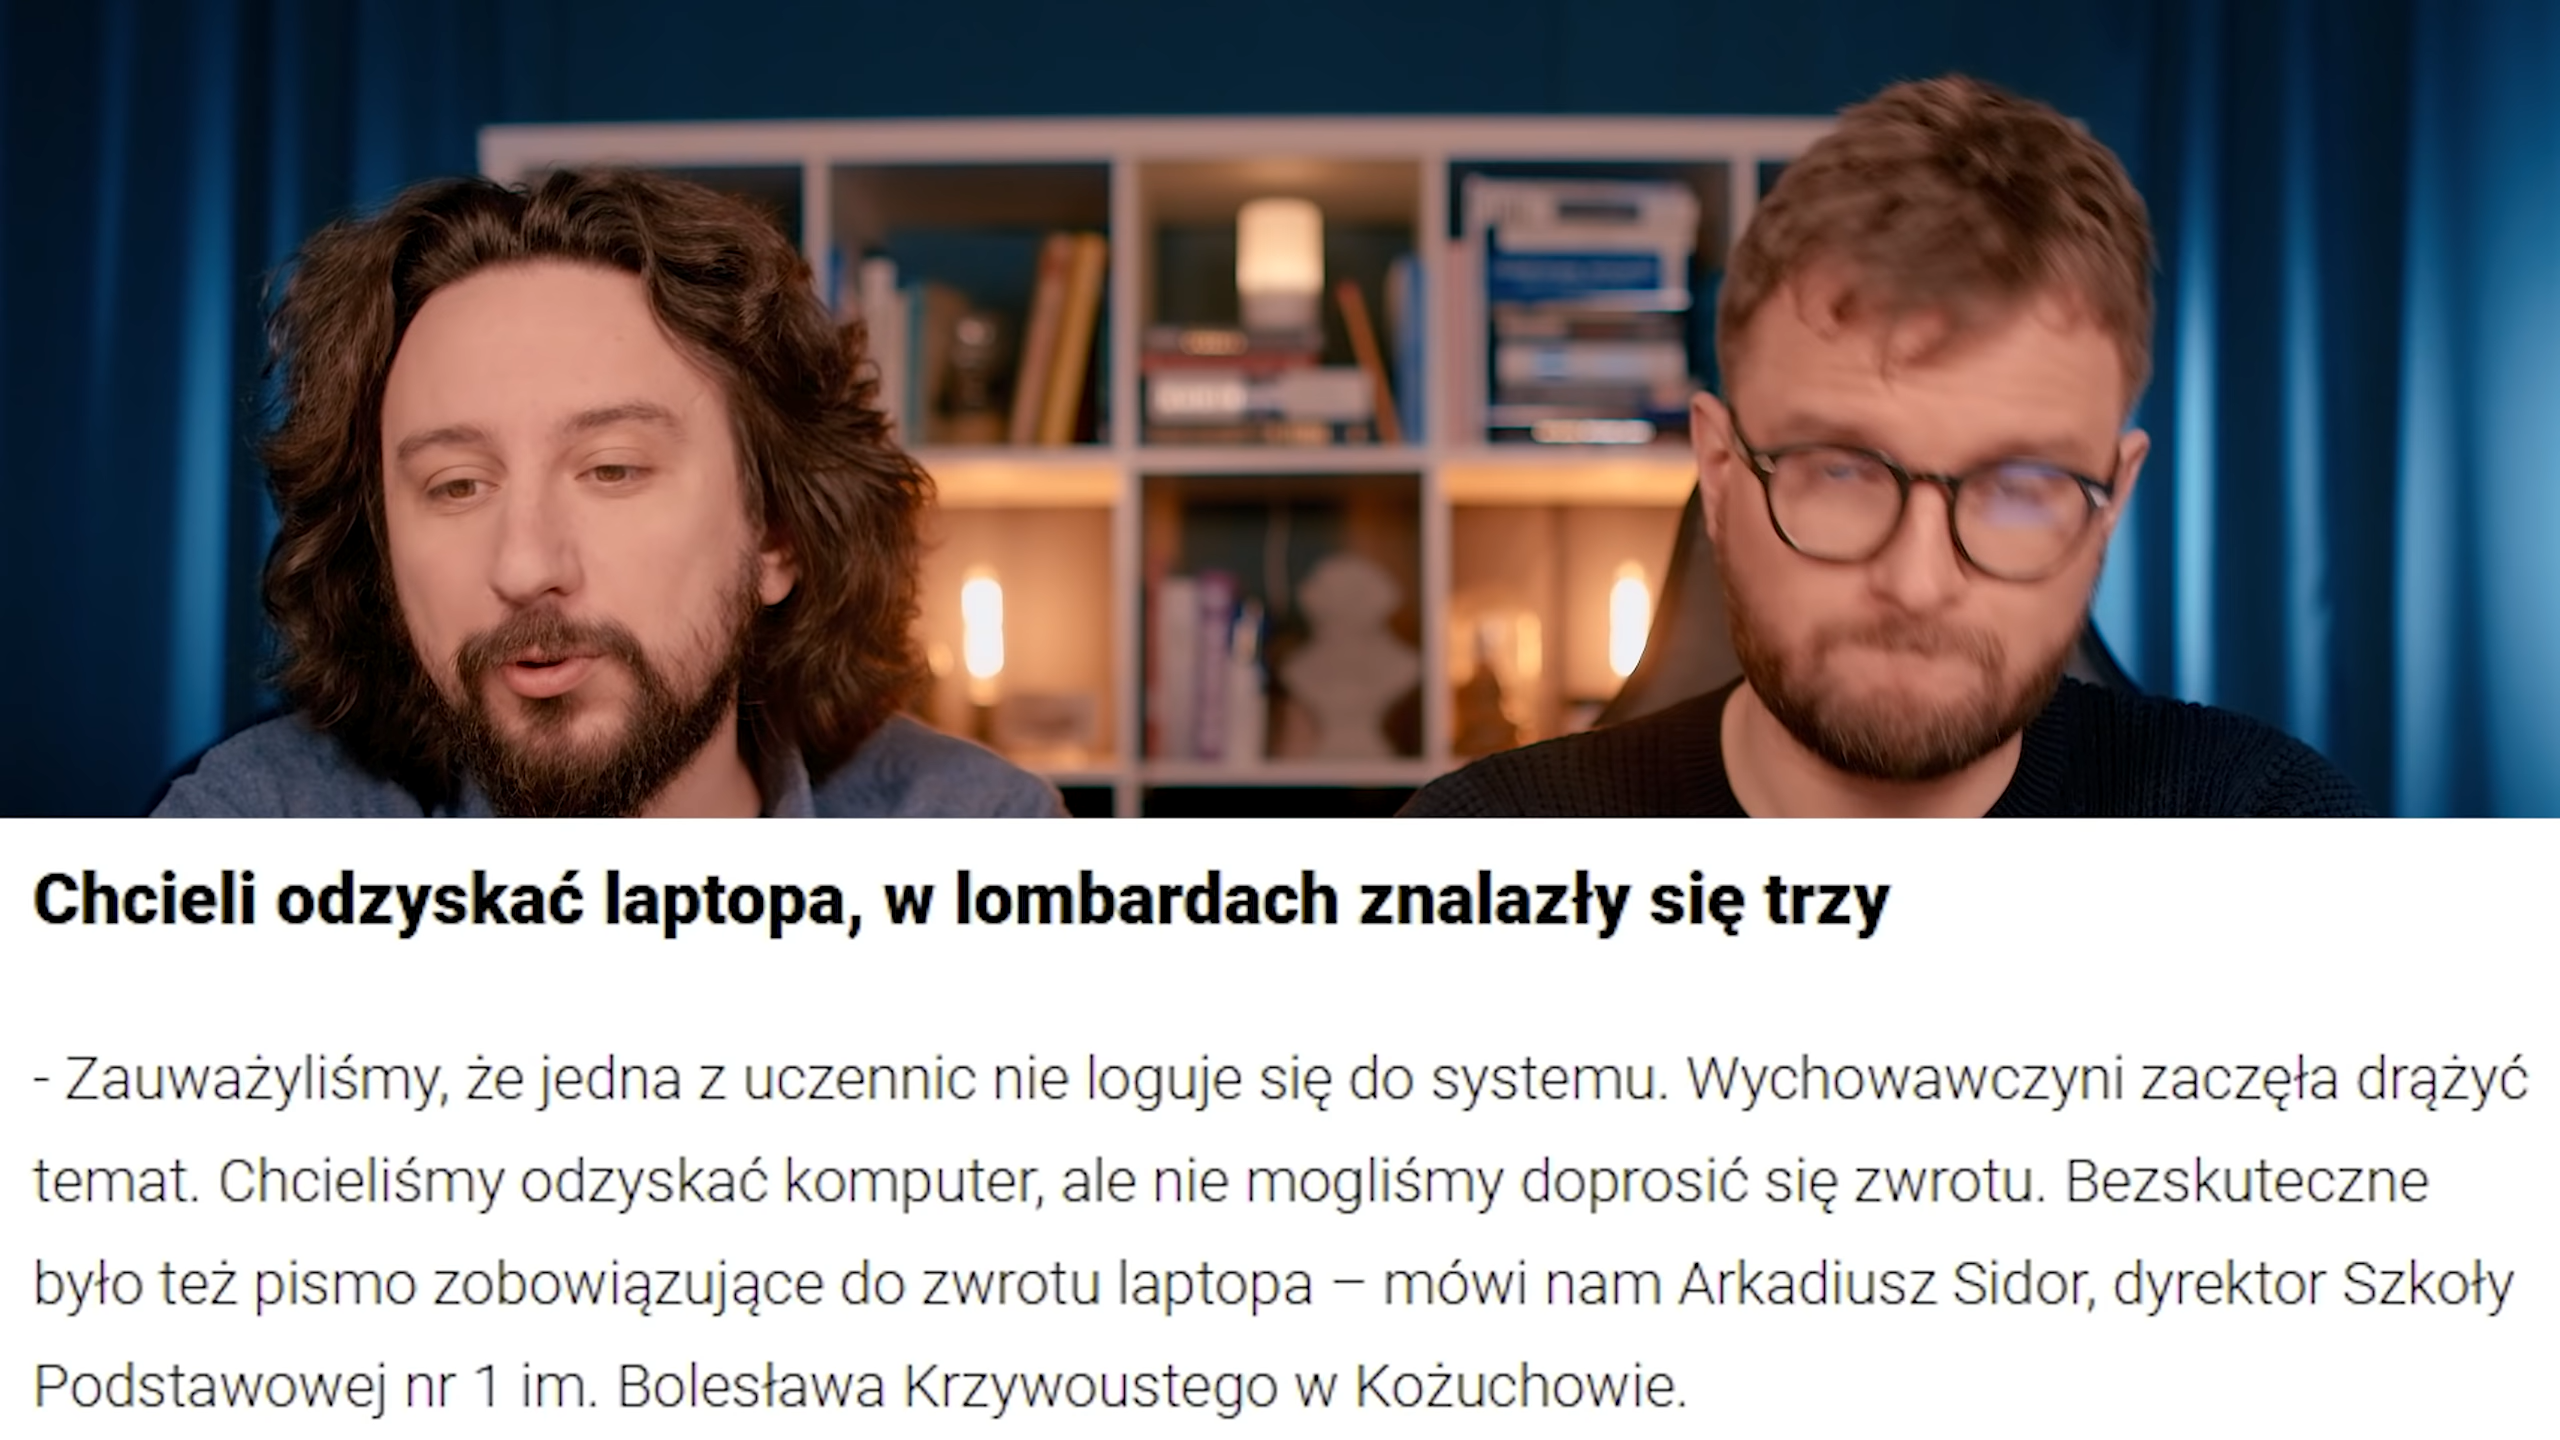 Chcieli odzyskać laptopa, w lombardach znalazły się trzy
- Zauważyliśmy, że jedna z uczennic nie loguje się do systemu. Wychowawczyni zaczęła drążyć
temat. Chcieliśmy odzyskać komputer, ale nie mogliśmy doprosić się zwrotu. Bezskuteczne
było też pismo zobowiązujące do zwrotu laptopa – mówi nam Arkadiusz Sidor, dyrektor Szkoły
Podstawowej nr 1 im. Bolesława Krzywoustego w Kożuchowie.